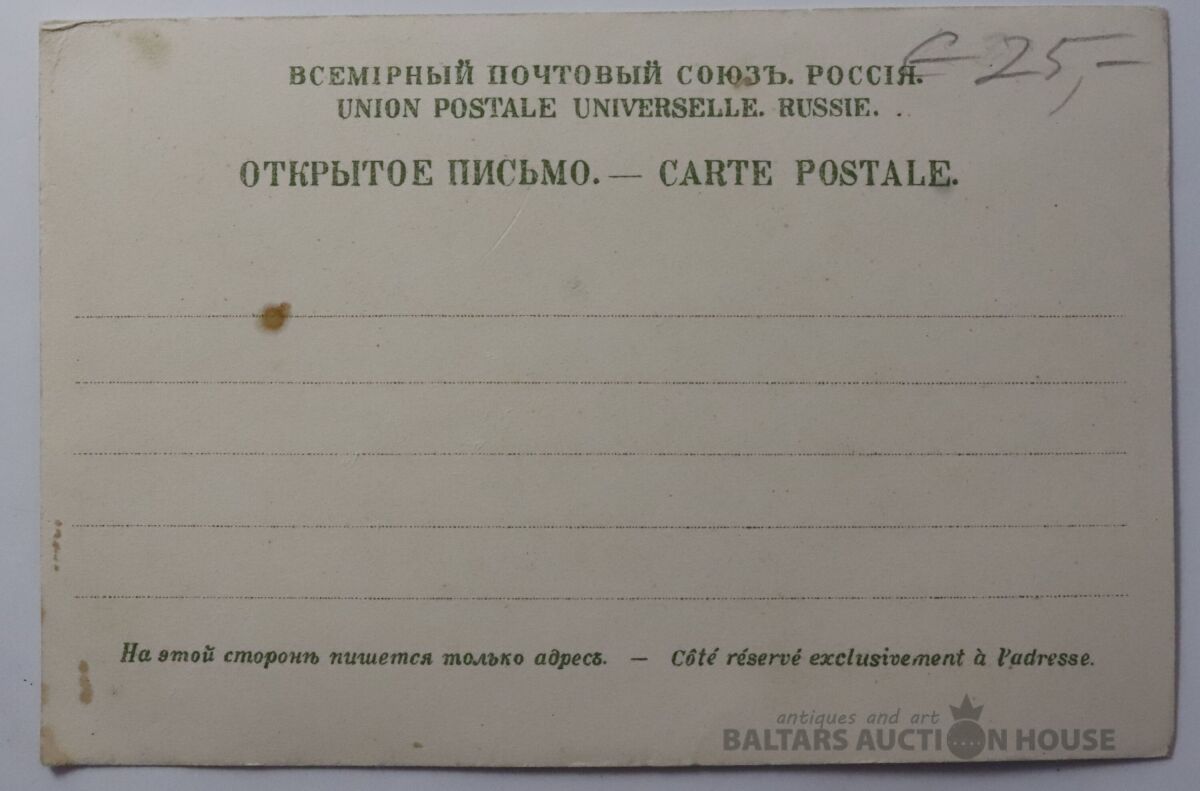 € 25,-
ВСЕМІРНЫЙ ПОЧТОВЫЙ СОЮЗЪ. РОССІЯ.
UNION POSTALE UNIVERSELLE. RUSSIE.
ОТКРЫТОЕ ПИСЬМО. — CARTE POSTALE.
На этой сторонѣ пишется только адресъ. — Côté réservé exclusivement à l'adresse.
antiques and art
BALTARS AUCTION HOUSE